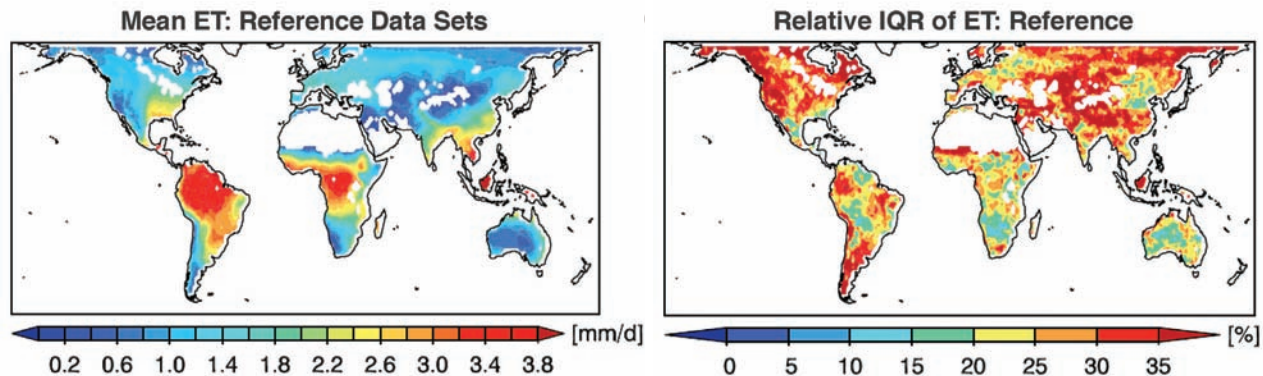 Mean ET: Reference Data Sets
Relative IQR of ET: Reference
[mm/d]
0.2 0.6 1.0 1.4 1.8 2.2 2.6 3.0 3.4 3.8
[%]
0 5 10 15 20 25 30 35